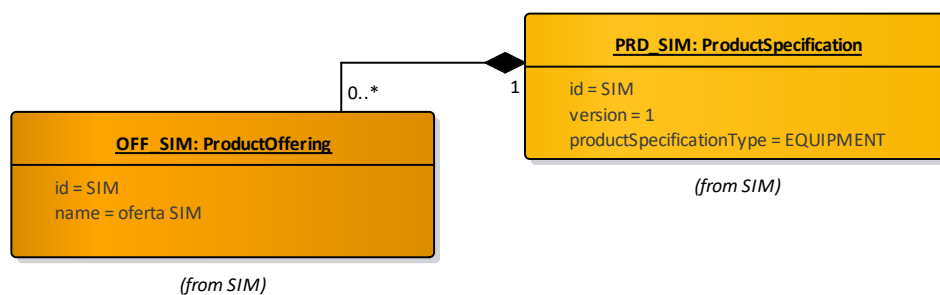 PRD_SIM: ProductSpecification
id = SIM
version = 1
productSpecificationType = EQUIPMENT
(from SIM)
1
0..*
OFF_SIM: ProductOffering
id = SIM
name = oferta SIM
(from SIM)